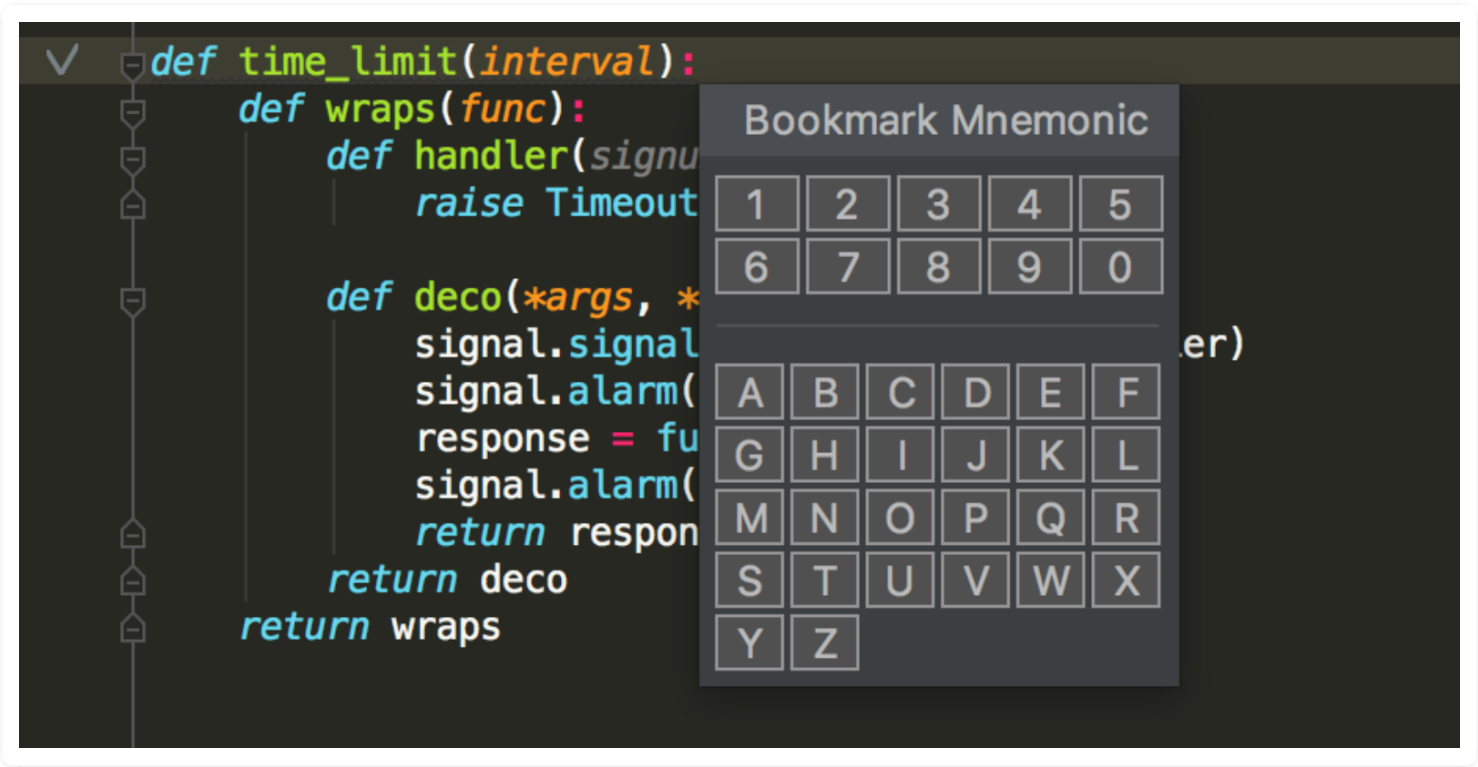 def time_limit(interval):
def wraps(func):
def handler(signu
raise Timeout
def deco(*args, *
signal.signal
er)
signal.alarm(
response = fu
signal.alarm(
return respon
return deco
return wraps
Bookmark Mnemonic
1 2 3 4 5
6 7 8 9 0
A B C D E F
G H I J K L
M N O P Q R
S T U V W X
Y Z